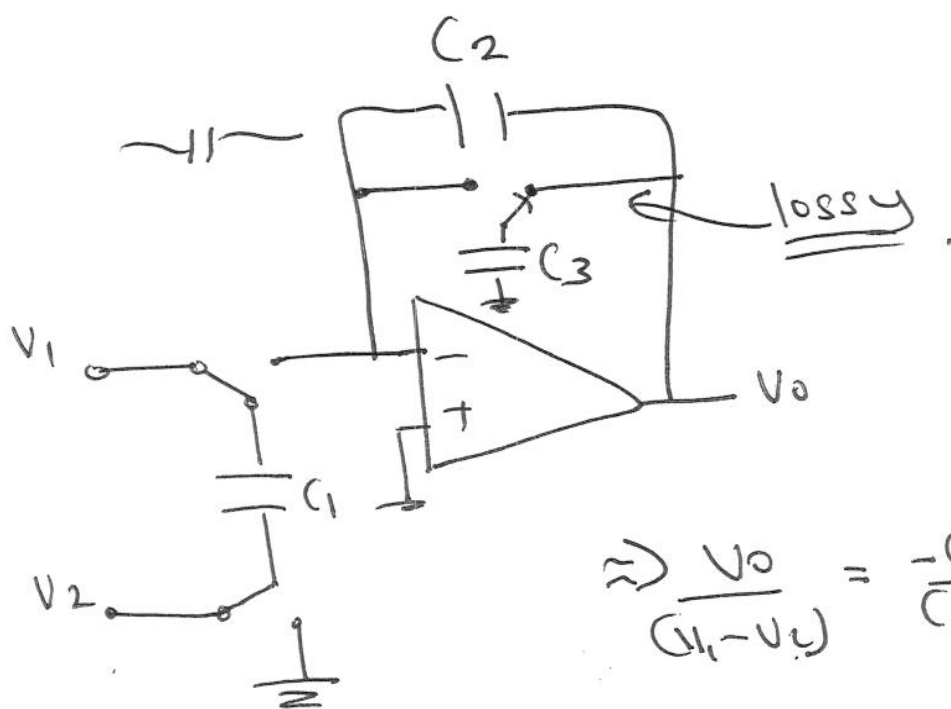 C2
lossy
C3
V1
−
+
Vo
C1
V2
⇒ Vo / (V1-V2) = -C / C